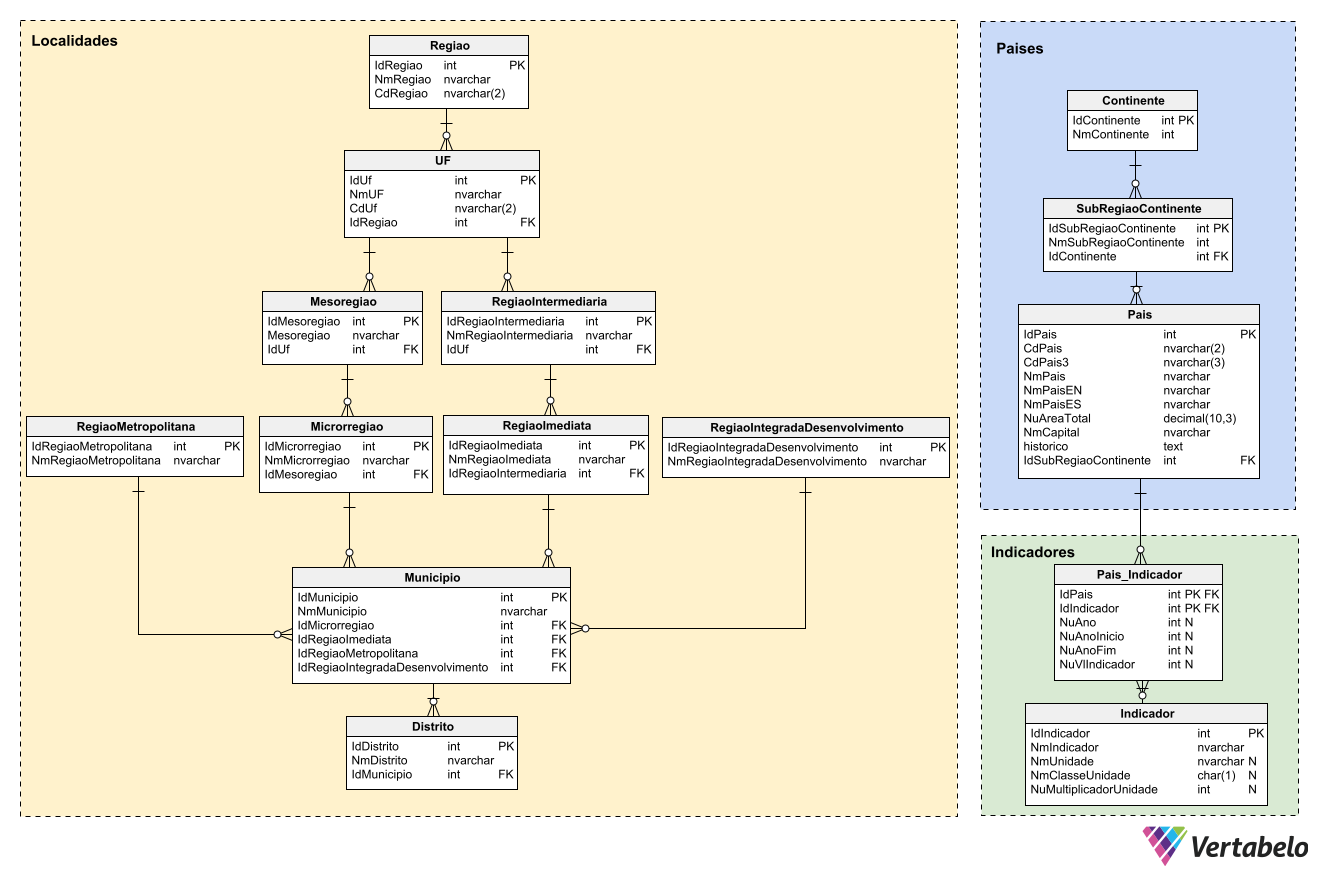 Localidades
Regiao
IdRegiao int PK
NmRegiao nvarchar
CdRegiao nvarchar(2)
UF
IdUf int PK
NmUF nvarchar
CdUf nvarchar(2)
IdRegiao int FK
Mesoregiao
IdMesoregiao int PK
Mesoregiao nvarchar
IdUf int FK
RegiaoIntermediaria
IdRegiaoIntermediaria int PK
NmRegiaoIntermediaria nvarchar
IdUf int FK
RegiaoMetropolitana
IdRegiaoMetropolitana int PK
NmRegiaoMetropolitana nvarchar
Microrregiao
IdMicrorregiao int PK
NmMicrorregiao nvarchar
IdMesoregiao int FK
RegiaoImediata
IdRegiaoImediata int PK
NmRegiaoImediata nvarchar
IdRegiaoIntermediaria int FK
RegiaoIntegradaDesenvolvimento
IdRegiaoIntegradaDesenvolvimento int PK
NmRegiaoIntegradaDesenvolvimento nvarchar
Municipio
IdMunicipio int PK
NmMunicipio nvarchar
IdMicrorregiao int FK
IdRegiaoImediata int FK
IdRegiaoMetropolitana int FK
IdRegiaoIntegradaDesenvolvimento int FK
Distrito
IdDistrito int PK
NmDistrito nvarchar
IdMunicipio int FK
Paises
Continente
IdContinente int PK
NmContinente int
SubRegiaoContinente
IdSubRegiaoContinente int PK
NmSubRegiaoContinente int
IdContinente int FK
Pais
IdPais int PK
CdPais nvarchar(2)
CdPais3 nvarchar(3)
NmPais nvarchar
NmPaisEN nvarchar
NmPaisES nvarchar
NuAreaTotal decimal(10,3)
NmCapital nvarchar
historico text
IdSubRegiaoContinente int FK
Indicadores
Pais_Indicador
IdPais int PK FK
IdIndicador int PK FK
NuAno int N
NuAnoInicio int N
NuAnoFim int N
NuVlIndicador int N
Indicador
IdIndicador int PK
NmIndicador nvarchar
NmUnidade nvarchar N
NmClasseUnidade char(1) N
NuMultiplicadorUnidade int N
Vertabelo